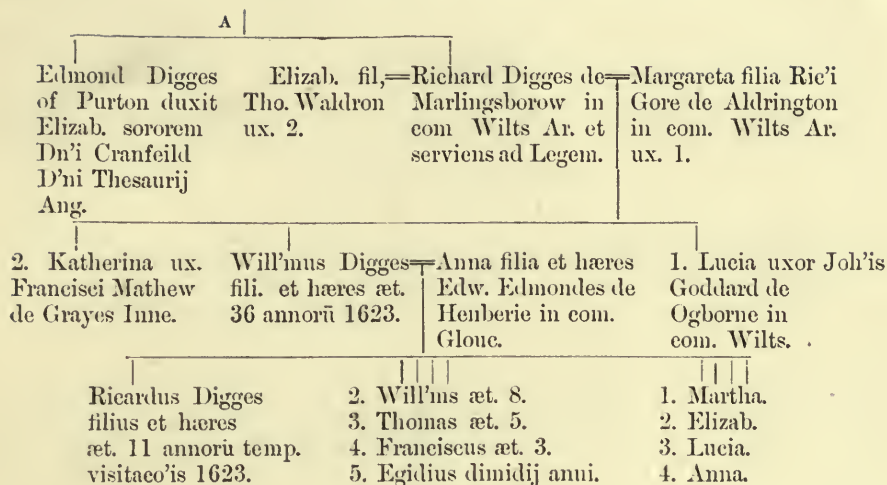 A
Edmond Digges
of Purton duxit
Elizab. sororem
Dn'i Cranfeild
D'ni Thesaurij
Ang.
Elizab. fil,
Tho. Waldron
ux. 2.
Richard Digges de
Marlingsborow in
com Wilts Ar. et
serviens ad Legem.
Margareta filia Ric'i
Gore de Aldrington
in com. Wilts Ar.
ux. 1.
2. Katherina ux.
Francisci Mathew
de Grayes Inne.
Will'mus Digges
fili. et hæres æt.
36 annorū 1623.
Anna filia et hæres
Edw. Edmondes de
Henberie in com.
Glouc.
1. Lucia uxor Joh'is
Goddard de
Ogborne in
com. Wilts.
Ricardus Digges
filius et hæres
æt. 11 annorū temp.
visitaco'is 1623.
2. Will'ms æt. 8.
3. Thomas æt. 5.
4. Franciscus æt. 3.
5. Egidius dimidij anni.
1. Martha.
2. Elizab.
3. Lucia.
4. Anna.